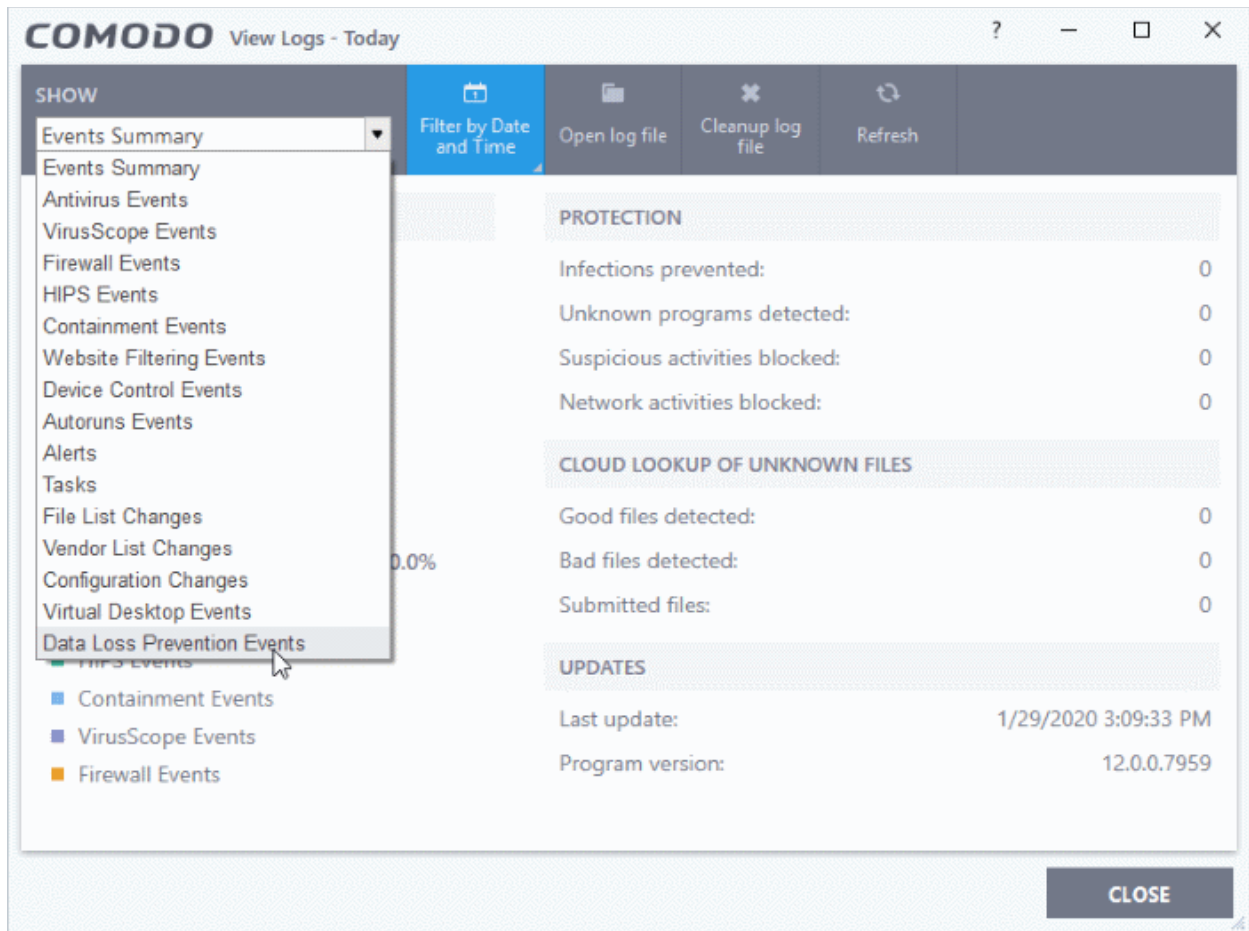 COMODO View Logs - Today
?
SHOW
Events Summary
Filter by Date
and Time
Open log file
Cleanup log
file
Refresh
Events Summary
Antivirus Events
VirusScope Events
Firewall Events
HIPS Events
Containment Events
Website Filtering Events
Device Control Events
Autoruns Events
Alerts
Tasks
File List Changes
Vendor List Changes
Configuration Changes
Virtual Desktop Events
Data Loss Prevention Events
0.0%
HIPS Events
Containment Events
VirusScope Events
Firewall Events
PROTECTION
Infections prevented: 0
Unknown programs detected: 0
Suspicious activities blocked: 0
Network activities blocked: 0
CLOUD LOOKUP OF UNKNOWN FILES
Good files detected: 0
Bad files detected: 0
Submitted files: 0
UPDATES
Last update: 1/29/2020 3:09:33 PM
Program version: 12.0.0.7959
CLOSE